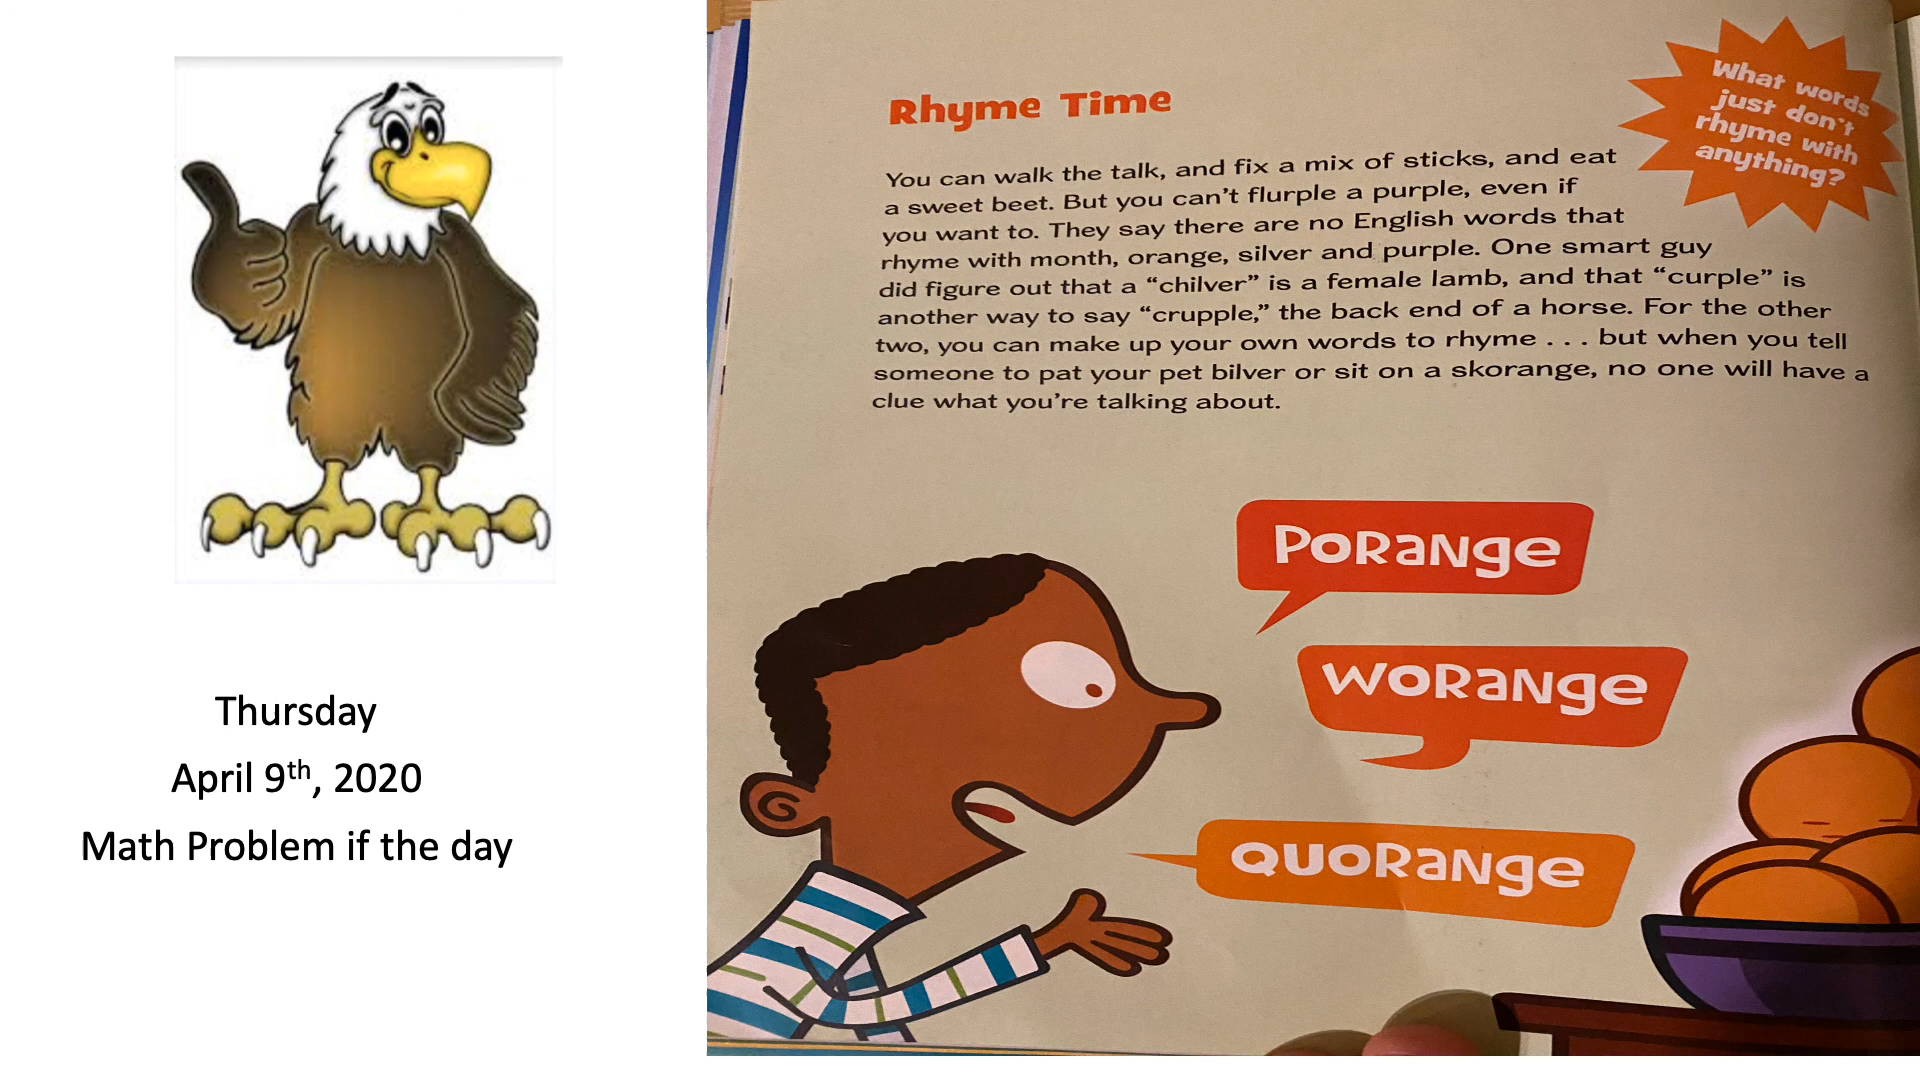 Thursday
April 9th, 2020
Math Problem if the day
Rhyme Time
What words
just don't
rhyme with
anything?
You can walk the talk, and fix a mix of sticks, and eat
a sweet beet. But you can't flurple a purple, even if
you want to. They say there are no English words that
rhyme with month, orange, silver and purple. One smart guy
did figure out that a “chilver” is a female lamb, and that “curple” is
another way to say “crupple,” the back end of a horse. For the other
two, you can make up your own words to rhyme . . . but when you tell
someone to pat your pet bilver or sit on a skorange, no one will have a
clue what you're talking about.
PORANGE
WORANGE
QUORANGE